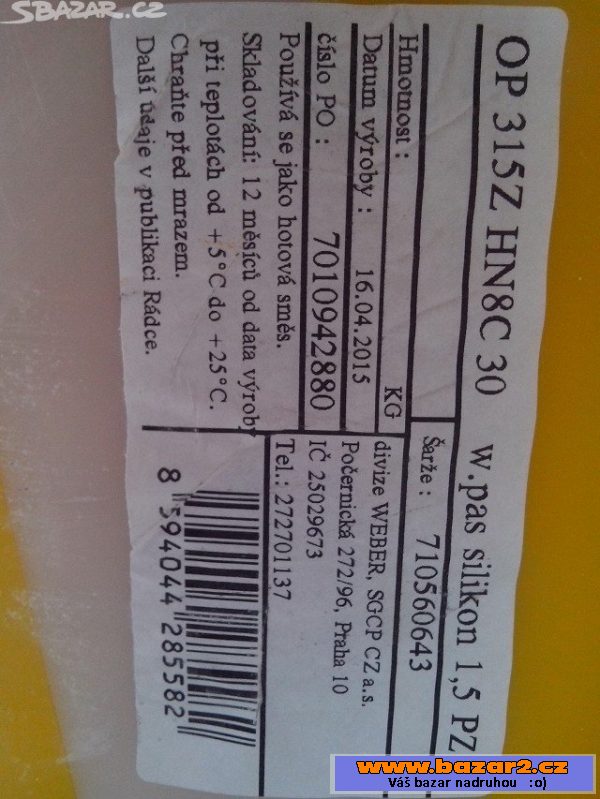 SBAZAR.CZ
OP 315Z HN8C 30 w.pas silikon 1,5 PZ
Hmotnost : KG
Šarže : 710560643
Datum výroby : 16.04.2015
číslo PO : 7010942880
divize WEBER, SGCP CZ a.s.
Počernická 272/96, Praha 10
IČ 25029673
Tel.: 272701137
Používá se jako hotová směs.
Skladování: 12 měsíců od data výroby
při teplotách od +5°C do +25°C.
Chraňte před mrazem.
Další údaje v publikaci Rádce.
8 594044 285582
www.bazar2.cz
Váš bazar nadruhou :o)